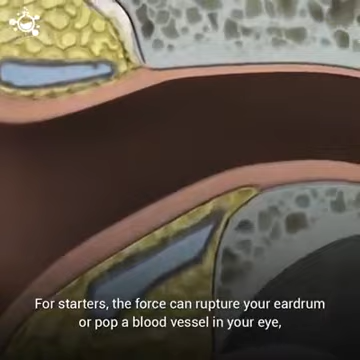 For starters, the force can rupture your eardrum
or pop a blood vessel in your eye,